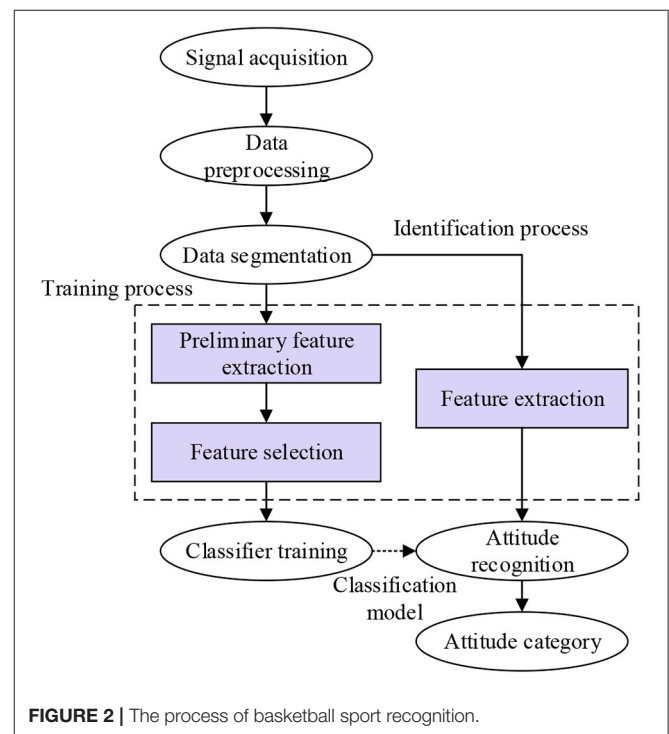 Signal acquisition
Data
preprocessing
Data segmentation
Identification process
Training process
Preliminary feature
extraction
Feature extraction
Feature selection
Classifier training
Attitude
recognition
Classification
model
Attitude category
FIGURE 2 | The process of basketball sport recognition.